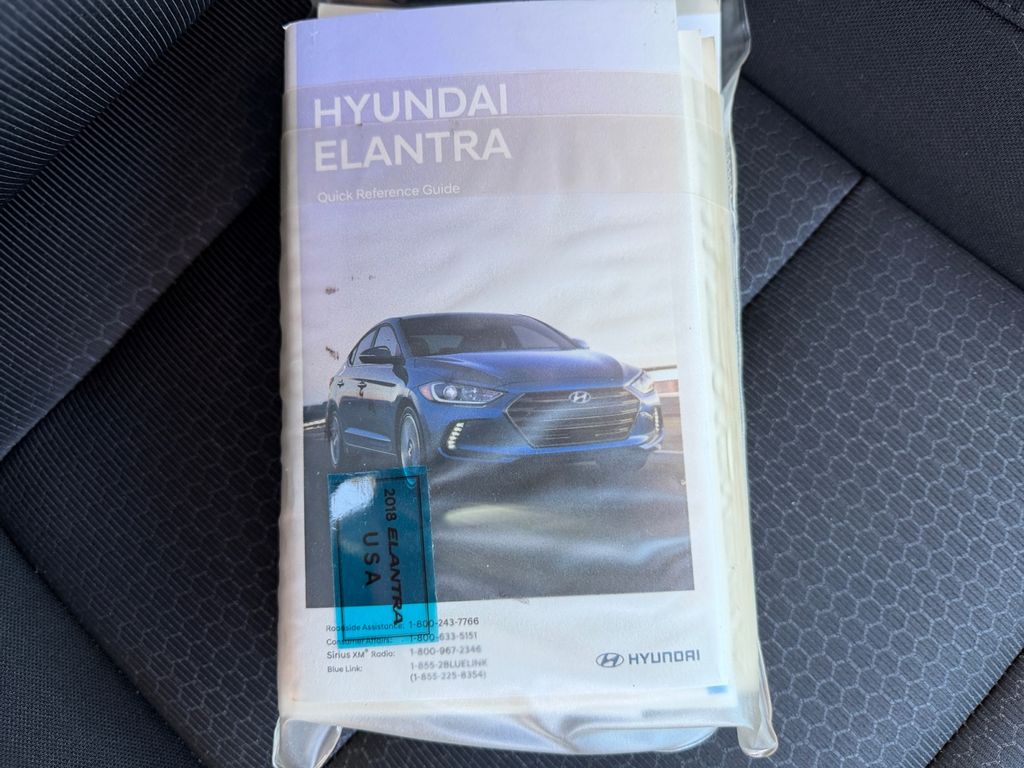 HYUNDAI
ELANTRA
Quick Reference Guide
2018 ELANTRA
USA
Roadside Assistance: 1-800-243-7766
Consumer Affairs: 1-800-633-5151
Sirius XM® Radio: 1-800-967-2346
Blue Link: 1-855-2BLUELINK
(1-855-225-8354)
HYUNDAI